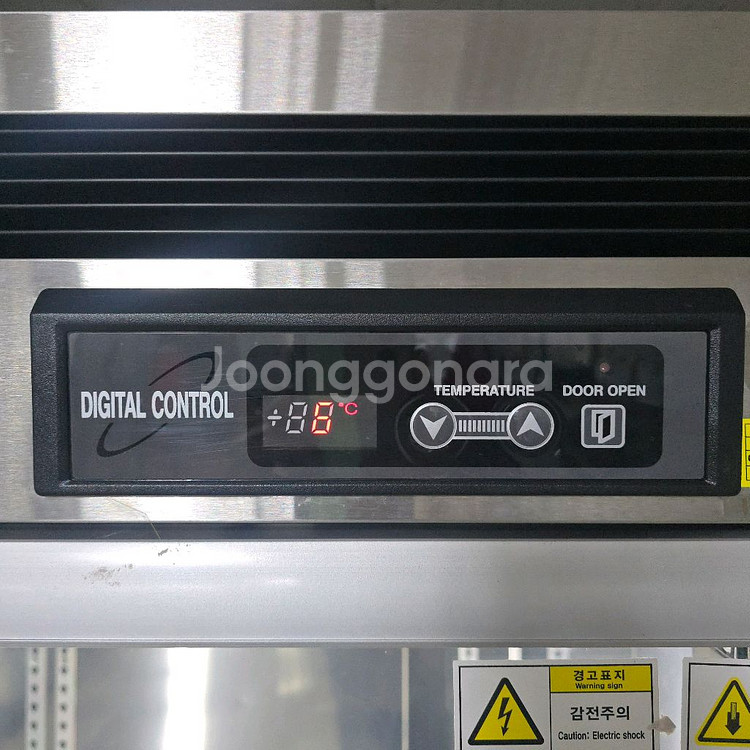 Joonggonara
TEMPERATURE DOOR OPEN
DIGITAL CONTROL
6 °C
경고표지
Warning sign
감전주의
Caution: Electric shock